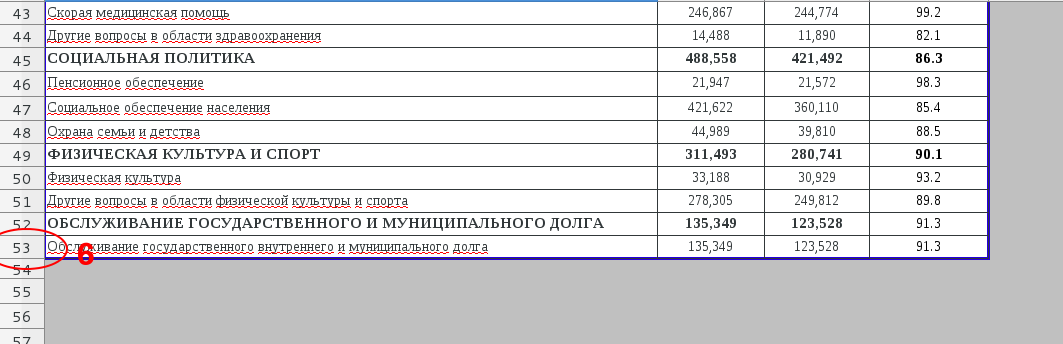 43 Скорая медицинская помощь 246,867 244,774 99.2
44 Другие вопросы в области здравоохранения 14,488 11,890 82.1
45 СОЦИАЛЬНАЯ ПОЛИТИКА 488,558 421,492 86.3
46 Пенсионное обеспечение 21,947 21,572 98.3
47 Социальное обеспечение населения 421,622 360,110 85.4
48 Охрана семьи и детства 44,989 39,810 88.5
49 ФИЗИЧЕСКАЯ КУЛЬТУРА И СПОРТ 311,493 280,741 90.1
50 Физическая культура 33,188 30,929 93.2
51 Другие вопросы в области физической культуры и спорта 278,305 249,812 89.8
52 ОБСЛУЖИВАНИЕ ГОСУДАРСТВЕННОГО И МУНИЦИПАЛЬНОГО ДОЛГА 135,349 123,528 91.3
53 Обслуживание государственного внутреннего и муниципального долга 135,349 123,528 91.3
6
54
55
56
57